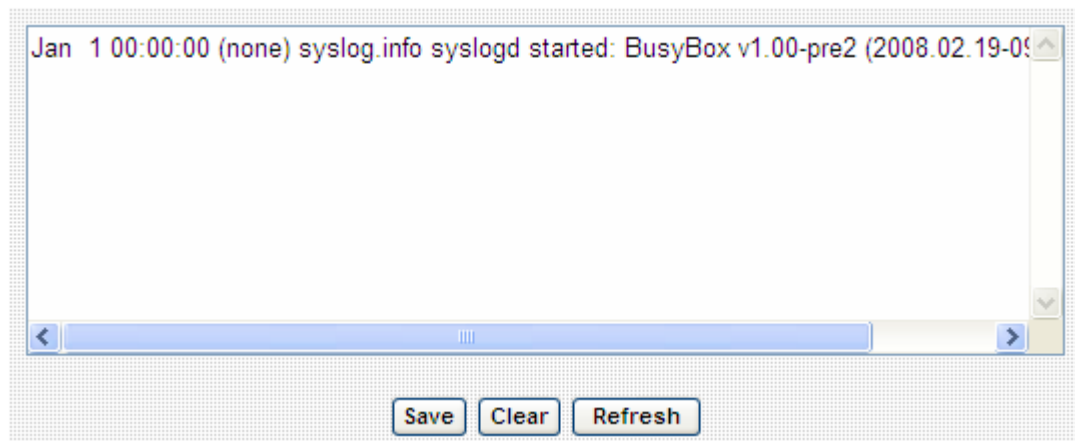 Jan  1 00:00:00 (none) syslog.info syslogd started: BusyBox v1.00-pre2 (2008.02.19-09
Save Clear Refresh